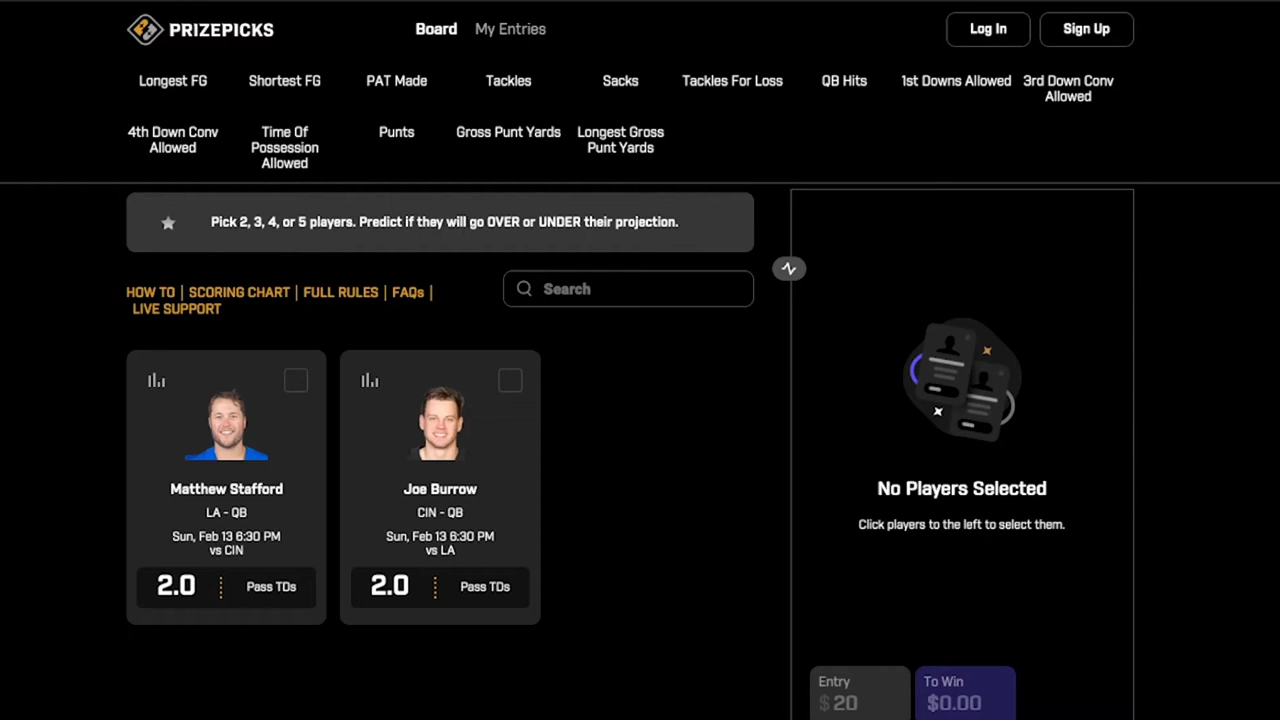 PRIZEPICKS
Board My Entries
Log In Sign Up
Longest FG Shortest FG PAT Made Tackles Sacks Tackles For Loss QB Hits 1st Downs Allowed 3rd Down Conv
Allowed
4th Down Conv
Allowed
Time Of
Possession
Allowed
Punts
Gross Punt Yards
Longest Gross
Punt Yards
Pick 2, 3, 4, or 5 players. Predict if they will go OVER or UNDER their projection.
HOW TO | SCORING CHART | FULL RULES | FAQs |
LIVE SUPPORT
Search
Matthew Stafford
LA - QB
Sun, Feb 13 6:30 PM
vs CIN
2.0 Pass TDs
Joe Burrow
CIN - QB
Sun, Feb 13 6:30 PM
vs LA
2.0 Pass TDs
No Players Selected
Click players to the left to select them.
Entry
$ 20
To Win
$0.00